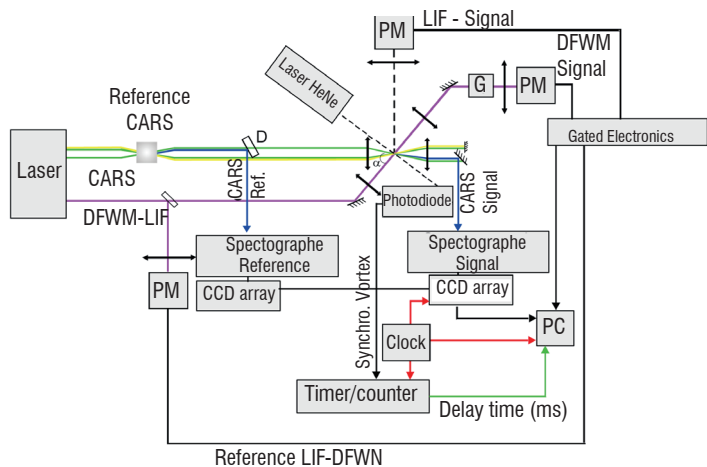 PM
LIF - Signal
DFWM
Signal
Laser HeNe
G
PM
Reference
CARS
D
Gated Electronics
Laser
CARS
α
CARS
Ref.
CARS
Signal
DFWM-LIF
Photodiode
Spectographe
Reference
Spectographe
Signal
PM
CCD array
CCD array
Synchro. Vortex
Clock
PC
Timer/counter
Delay time (ms)
Reference LIF-DFWN